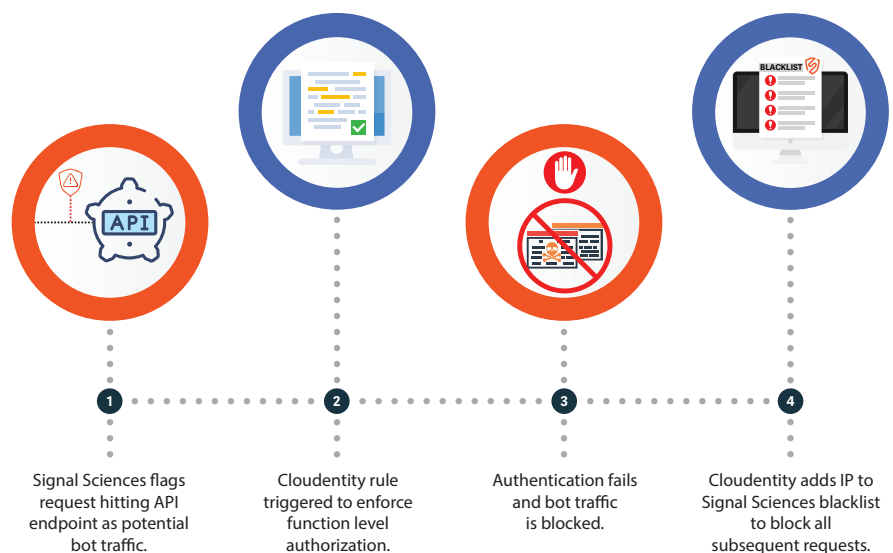 BLACKLIST
API
1
2
3
4
Signal Sciences flags
request hitting API
endpoint as potential
bot traffic.
Cloudentity rule
triggered to enforce
function level
authorization.
Authentication fails
and bot traffic
is blocked.
Cloudentity adds IP to
Signal Sciences blacklist
to block all
subsequent requests.